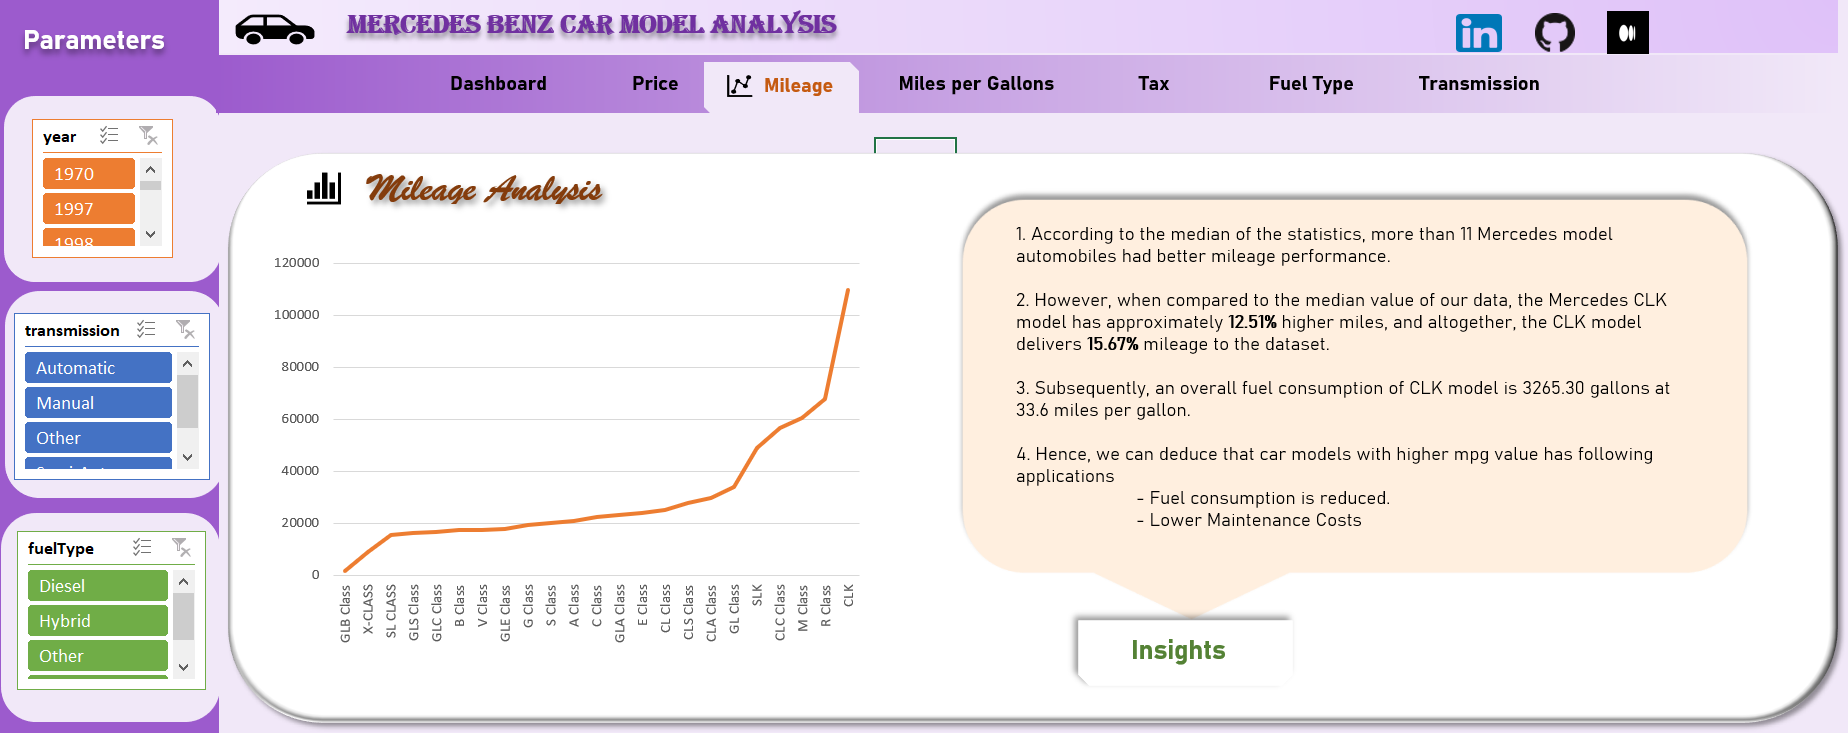 Parameters
MERCEDES BENZ CAR MODEL ANALYSIS
in
Dashboard
Price
Mileage
Miles per Gallons
Tax
Fuel Type
Transmission
year
1970
1997
1998
transmission
Automatic
Manual
Other
fuelType
Diesel
Hybrid
Other
Mileage Analysis
120000
100000
80000
60000
40000
20000
0
GLB Class
X-CLASS
SL CLASS
GLS Class
GLC Class
B Class
V Class
GLE Class
G Class
S Class
A Class
C Class
GLA Class
E Class
CL Class
CLS Class
CLA Class
GL Class
SLK
CLC Class
M Class
R Class
CLK
1. According to the median of the statistics, more than 11 Mercedes model
automobiles had better mileage performance.
2. However, when compared to the median value of our data, the Mercedes CLK
model has approximately 12.51% higher miles, and altogether, the CLK model
delivers 15.67% mileage to the dataset.
3. Subsequently, an overall fuel consumption of CLK model is 3265.30 gallons at
33.6 miles per gallon.
4. Hence, we can deduce that car models with higher mpg value has following
applications
- Fuel consumption is reduced.
- Lower Maintenance Costs
Insights